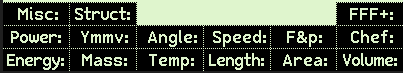 Misc: Struct: FFF+:
Power: Ymmv: Angle: Speed: F&p: Chef:
Energy: Mass: Temp: Length: Area: Volume: